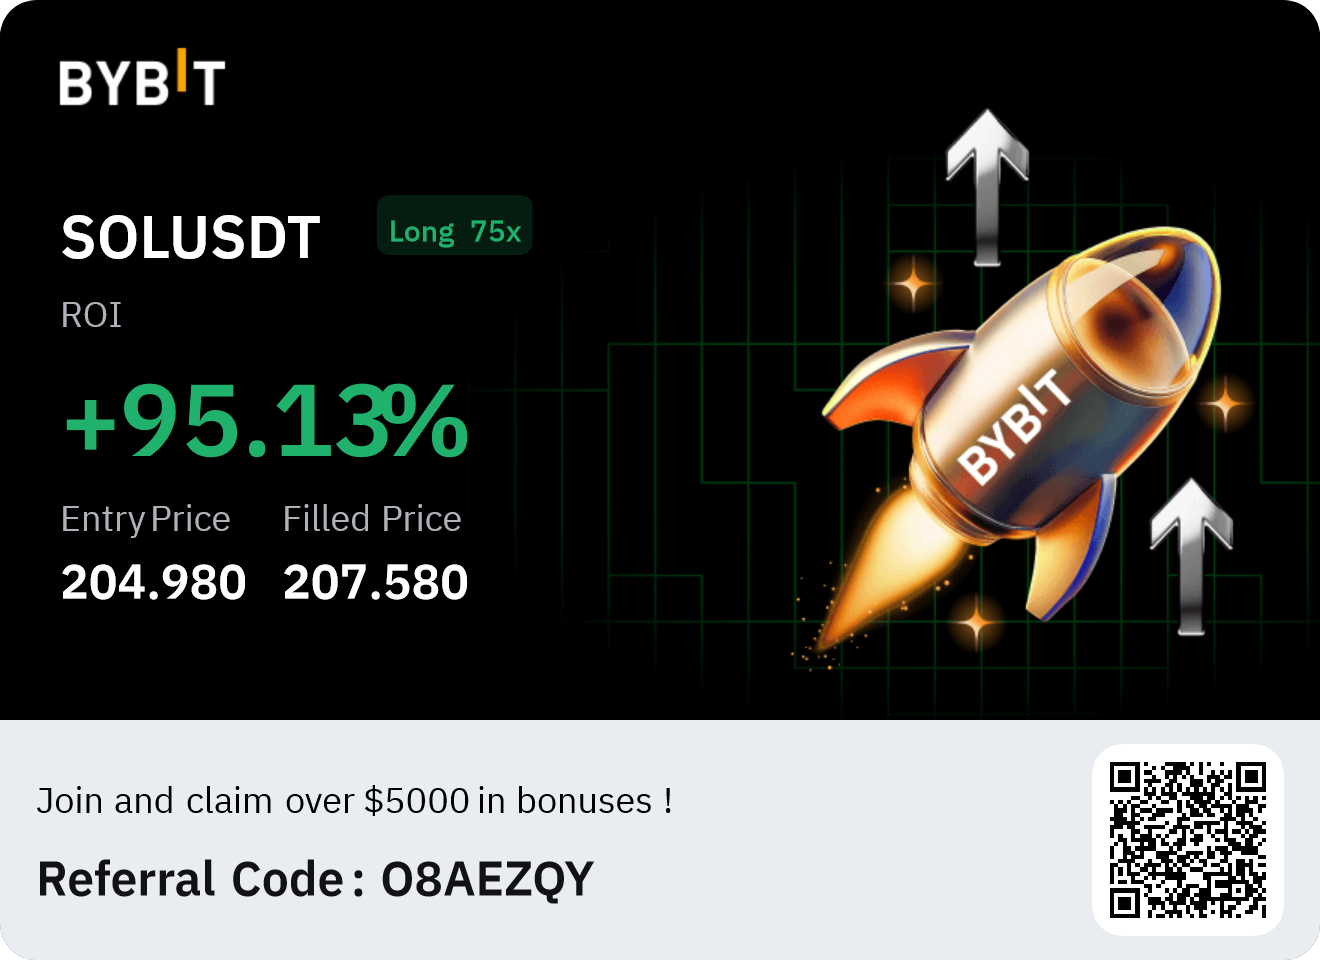 BYBIT
SOLUSDT Long 75x
ROI
+95.13%
Entry Price Filled Price
204.980 207.580
BYBIT
Join and claim over $5000 in bonuses !
Referral Code: O8AEZQY